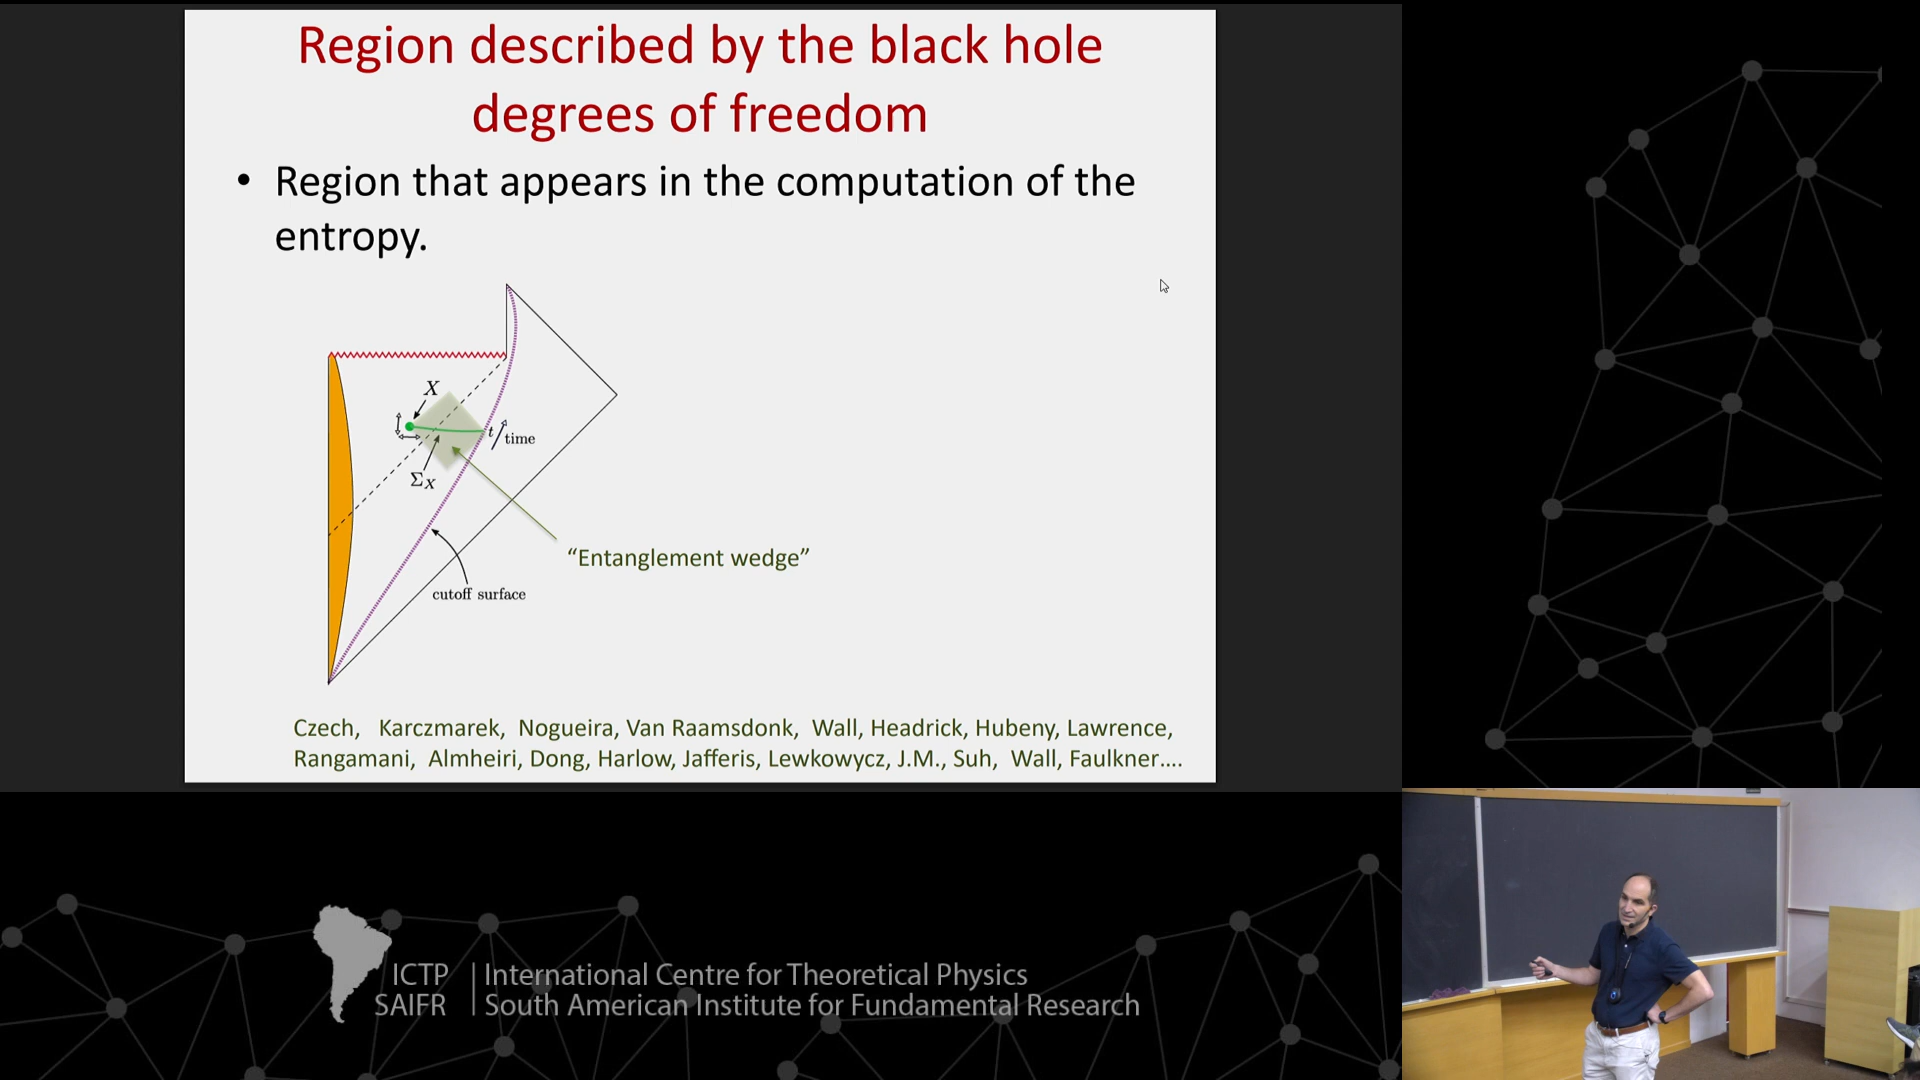 Region described by the black hole
degrees of freedom
• Region that appears in the computation of the
entropy.
X
t
time
ΣX
"Entanglement wedge"
cutoff surface
Czech, Karczmarek, Nogueira, Van Raamsdonk, Wall, Headrick, Hubeny, Lawrence,
Rangamani, Almheiri, Dong, Harlow, Jafferis, Lewkowycz, J.M., Suh, Wall, Faulkner....
ICTP | International Centre for Theoretical Physics
SAIFR | South American Institute for Fundamental Research